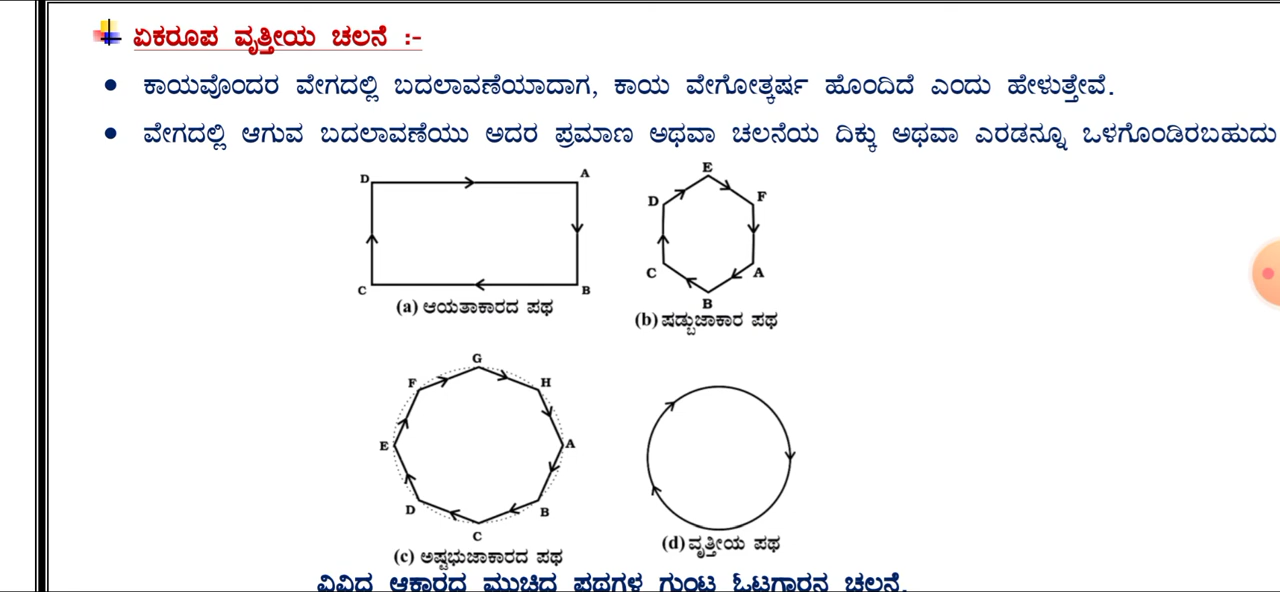 ಏಕರೂಪ ವೃತ್ತೀಯ ಚಲನೆ :-
• ಕಾಯವೊಂದರ ವೇಗದಲ್ಲಿ ಬದಲಾವಣೆಯಾದಾಗ, ಕಾಯ ವೇಗೋತ್ಕರ್ಷ ಹೊಂದಿದೆ ಎಂದು ಹೇಳುತ್ತೇವೆ.
• ವೇಗದಲ್ಲಿ ಆಗುವ ಬದಲಾವಣೆಯು ಅದರ ಪ್ರಮಾಣ ಅಥವಾ ಚಲನೆಯ ದಿಕ್ಕು ಅಥವಾ ಎರಡನ್ನೂ ಒಳಗೊಂಡಿರಬಹುದು
D A
C B
(a) ಆಯತಾಕಾರದ ಪಥ
E
D F
C A
B
(b) ಷಡ್ಬುಜಾಕಾರ ಪಥ
G
F H
E A
D B
C
(c) ಅಷ್ಟಭುಜಾಕಾರದ ಪಥ
(d) ವೃತ್ತೀಯ ಪಥ
ವಿವಿದ ಆಕಾರದ ಮುಚಿದ ಪಥಗಳ ಗುಂಟ ಓಟಗಾರನ ಚಲನೆ.